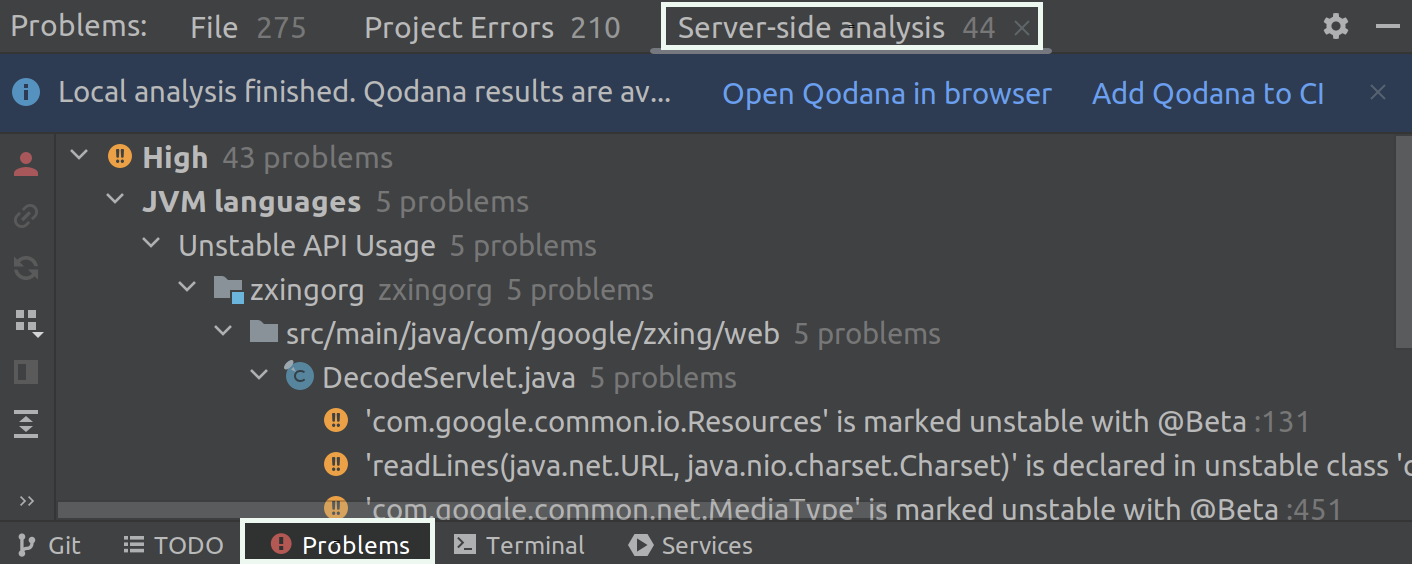 Problems: File 275 Project Errors 210 Server-side analysis 44
Local analysis finished. Qodana results are av... Open Qodana in browser Add Qodana to CI
High 43 problems
JVM languages 5 problems
Unstable API Usage 5 problems
zxingorg zxingorg 5 problems
src/main/java/com/google/zxing/web 5 problems
DecodeServlet.java 5 problems
'com.google.common.io.Resources' is marked unstable with @Beta :131
'readLines(java.net.URL, java.nio.charset.Charset)' is declared in unstable class 'c
'com.google.common.net.MediaType' is marked unstable with @Beta :451
Git TODO Problems Terminal Services